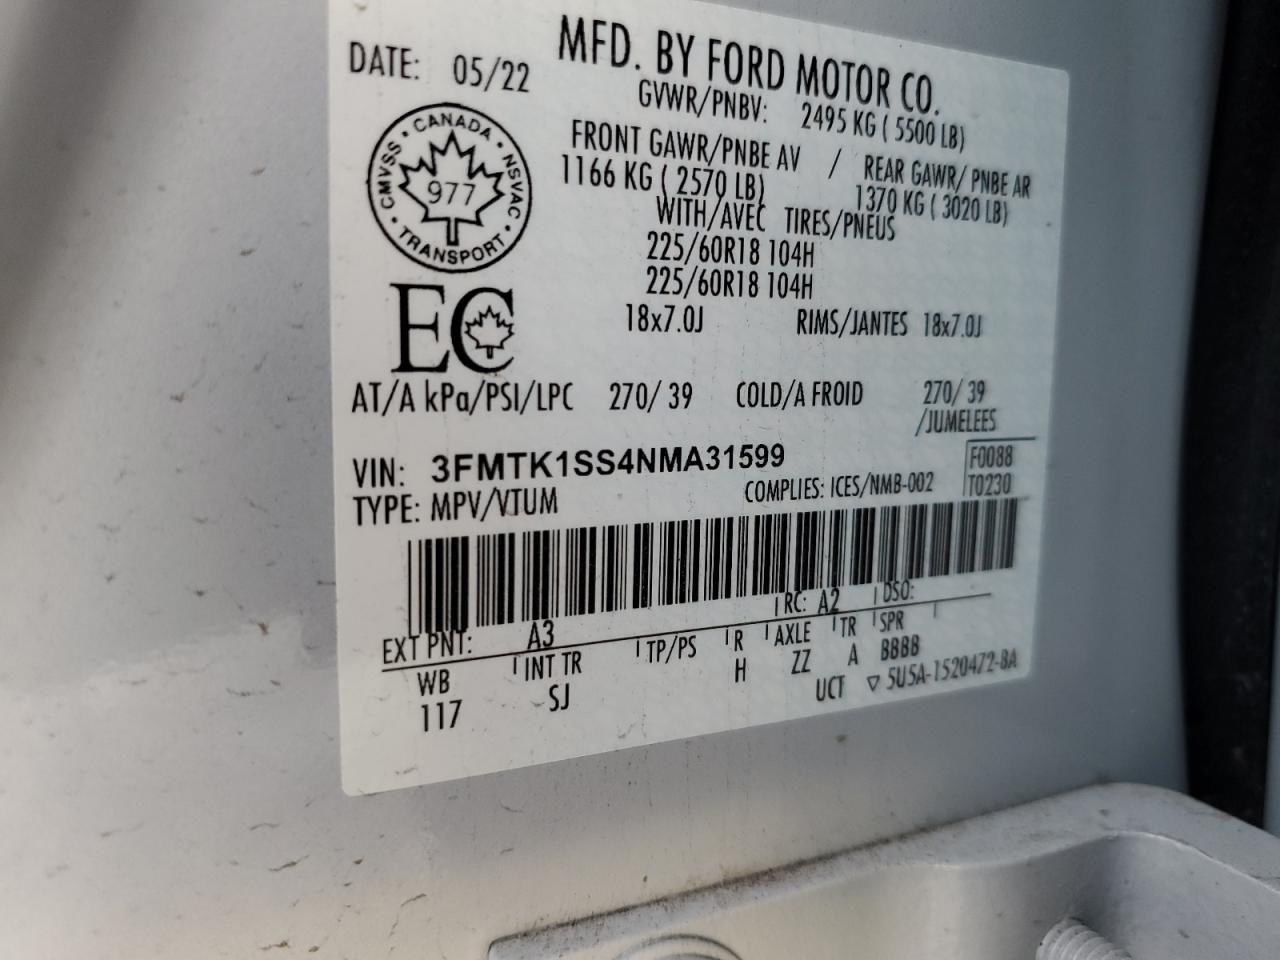 MFD. BY FORD MOTOR CO.
DATE: 05/22
GVWR/PNBV: 2495 KG ( 5500 LB)
FRONT GAWR/PNBE AV / REAR GAWR/ PNBE AR
1166 KG ( 2570 LB) 1370 KG ( 3020 LB)
WITH/AVEC TIRES/PNEUS
225/60R18 104H
225/60R18 104H
18x7.0J RIMS/JANTES 18x7.0J
CANADA
CMVSS • NSVAC
977
TRANSPORT
EC
AT/A kPa/PSI/LPC 270/ 39 COLD/A FROID 270/ 39
/JUMELEES
VIN: 3FMTK1SS4NMA31599 F0088
TYPE: MPV/VTUM COMPLIES: ICES/NMB-002 T0230
EXT PNT: A3 RC: A2 DSO:
WB INT TR TP/PS R AXLE TR SPR
117 SJ H ZZ A BBBB
UCT ▽ 5U5A-1520472-BA